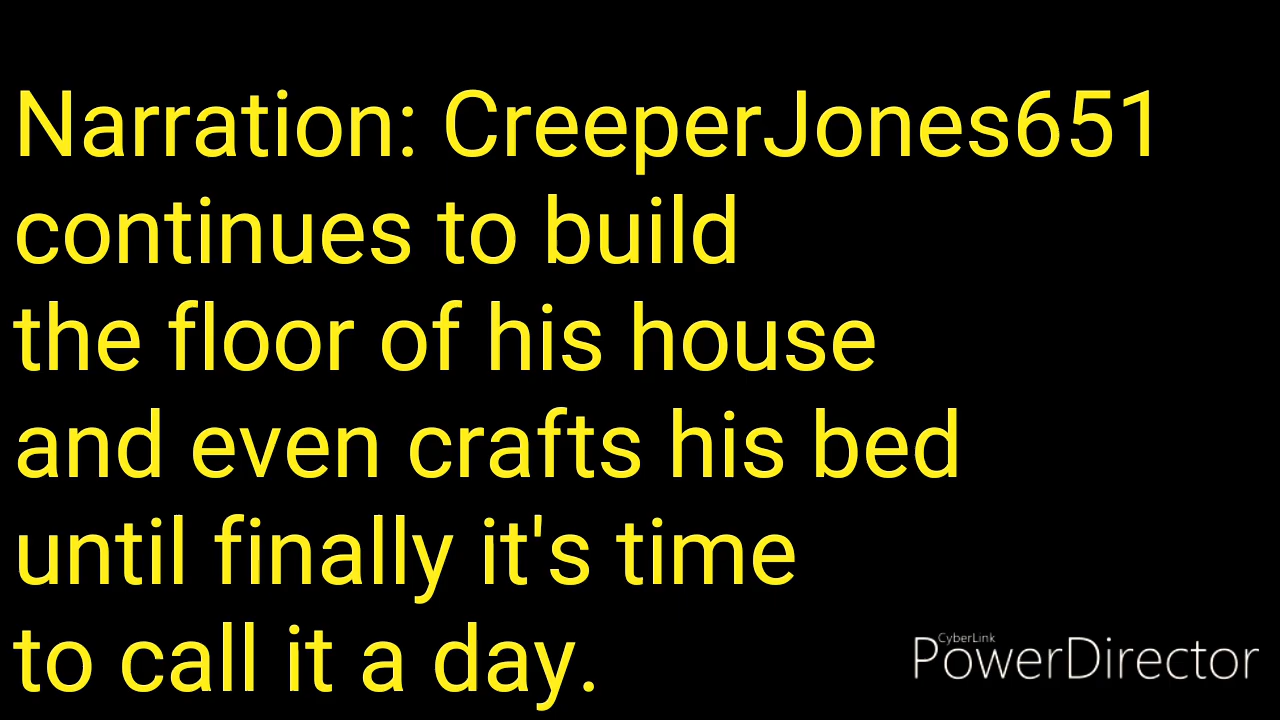 Narration: CreeperJones651
continues to build
the floor of his house
and even crafts his bed
until finally it's time
to call it a day.
CyberLink
PowerDirector